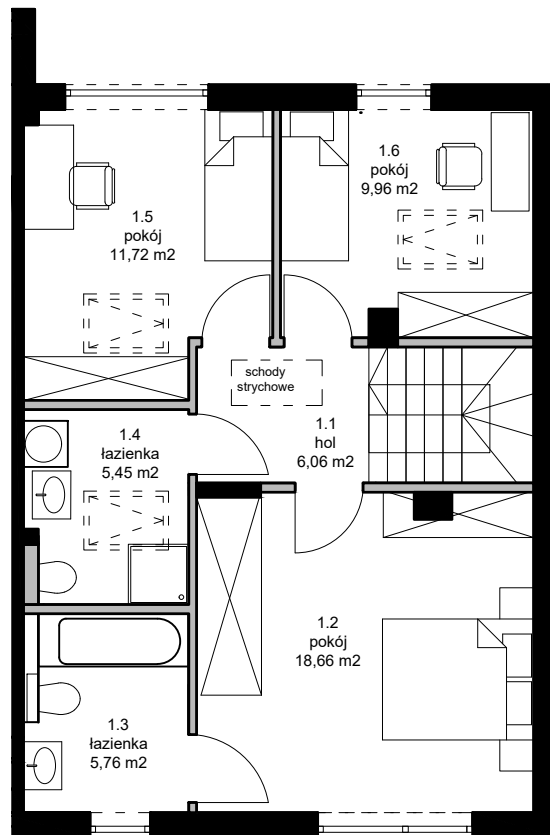 1.6
pokój
9,96 m2
1.5
pokój
11,72 m2
schody
strychowe
1.1
hol
6,06 m2
1.4
łazienka
5,45 m2
1.2
pokój
18,66 m2
1.3
łazienka
5,76 m2